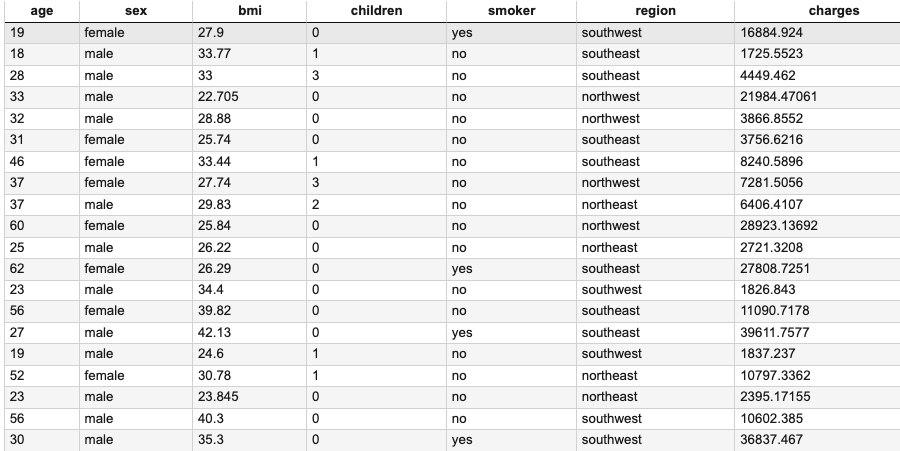 age sex bmi children smoker region charges
19 female 27.9 0 yes southwest 16884.924
18 male 33.77 1 no southeast 1725.5523
28 male 33 3 no southeast 4449.462
33 male 22.705 0 no northwest 21984.47061
32 male 28.88 0 no northwest 3866.8552
31 female 25.74 0 no southeast 3756.6216
46 female 33.44 1 no southeast 8240.5896
37 female 27.74 3 no northwest 7281.5056
37 male 29.83 2 no northeast 6406.4107
60 female 25.84 0 no northwest 28923.13692
25 male 26.22 0 no northeast 2721.3208
62 female 26.29 0 yes southeast 27808.7251
23 male 34.4 0 no southwest 1826.843
56 female 39.82 0 no southeast 11090.7178
27 male 42.13 0 yes southeast 39611.7577
19 male 24.6 1 no southwest 1837.237
52 female 30.78 1 no northeast 10797.3362
23 male 23.845 0 no northeast 2395.17155
56 male 40.3 0 no southwest 10602.385
30 male 35.3 0 yes southwest 36837.467